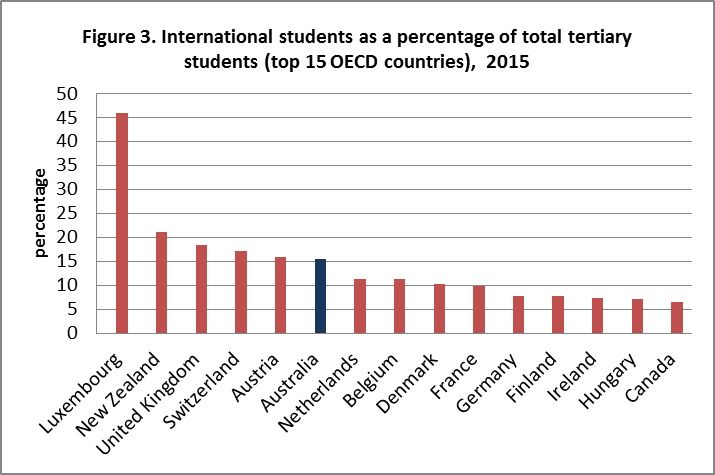 Figure 3. International students as a percentage of total tertiary
students (top 15 OECD countries),  2015
percentage
50
45
40
35
30
25
20
15
10
5
0
Luxembourg
New Zealand
United Kingdom
Switzerland
Austria
Australia
Netherlands
Belgium
Denmark
France
Germany
Finland
Ireland
Hungary
Canada